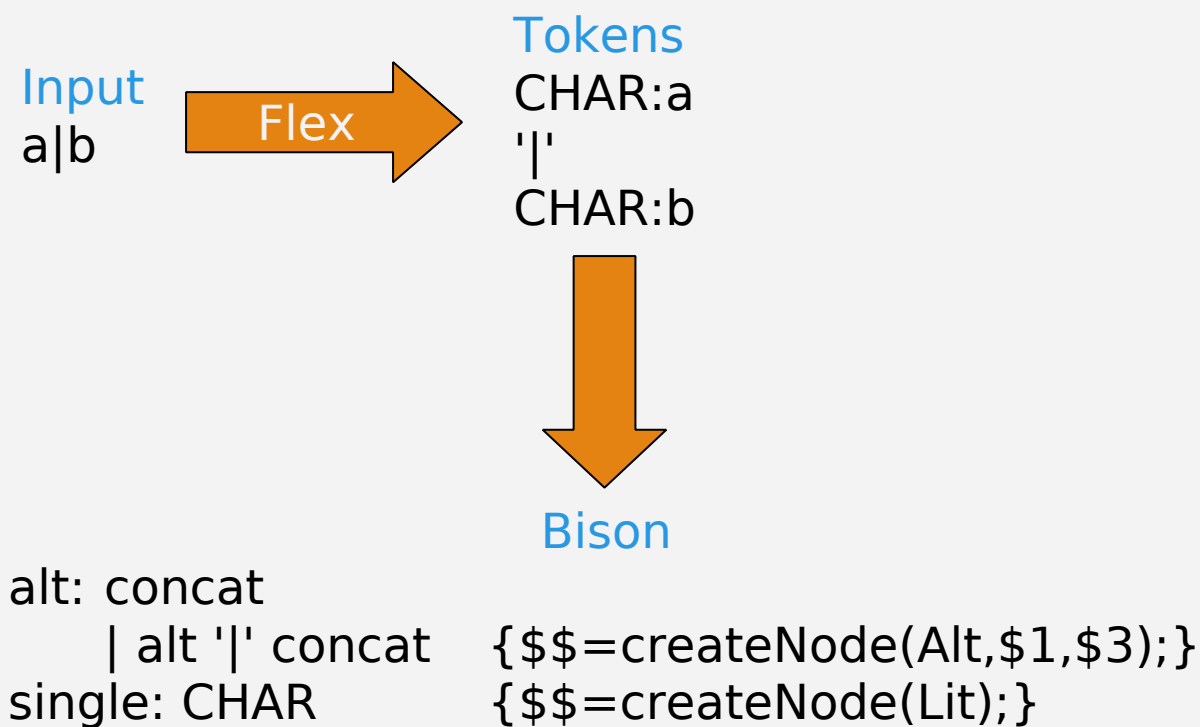 Input
a|b
Flex
Tokens
CHAR:a
'|'
CHAR:b
Bison
alt: concat
| alt '|' concat {$$=createNode(Alt,$1,$3);}
single: CHAR {$$=createNode(Lit);}